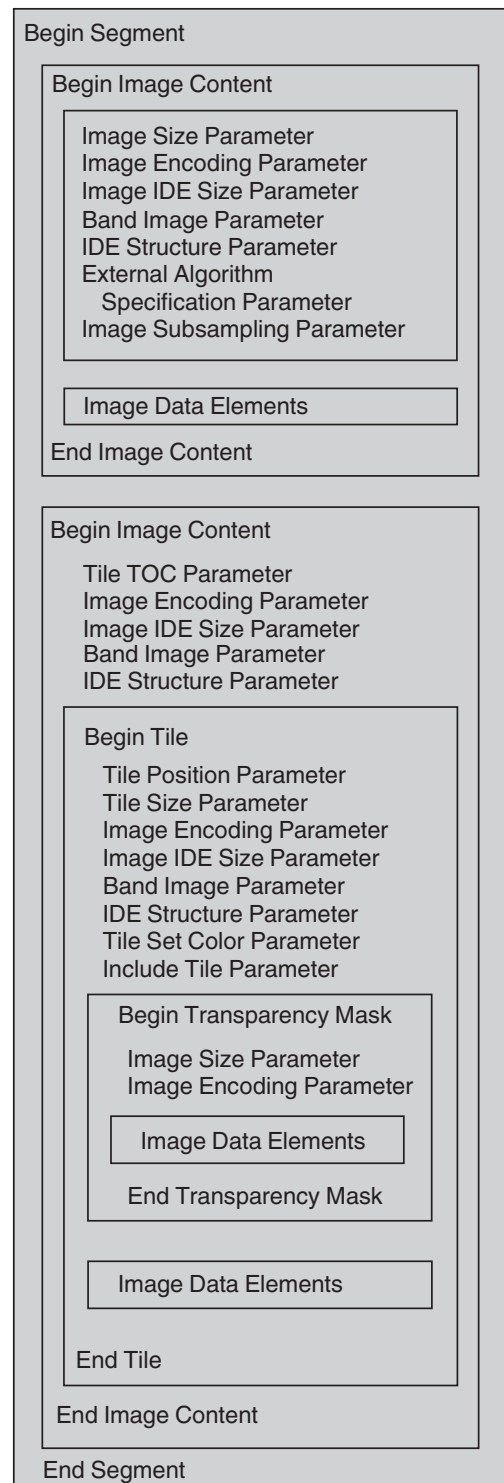 Begin Segment
Begin Image Content
Image Size Parameter
Image Encoding Parameter
Image IDE Size Parameter
Band Image Parameter
IDE Structure Parameter
External Algorithm
Specification Parameter
Image Subsampling Parameter
Image Data Elements
End Image Content
Begin Image Content
Tile TOC Parameter
Image Encoding Parameter
Image IDE Size Parameter
Band Image Parameter
IDE Structure Parameter
Begin Tile
Tile Position Parameter
Tile Size Parameter
Image Encoding Parameter
Image IDE Size Parameter
Band Image Parameter
IDE Structure Parameter
Tile Set Color Parameter
Include Tile Parameter
Begin Transparency Mask
Image Size Parameter
Image Encoding Parameter
Image Data Elements
End Transparency Mask
Image Data Elements
End Tile
End Image Content
End Segment